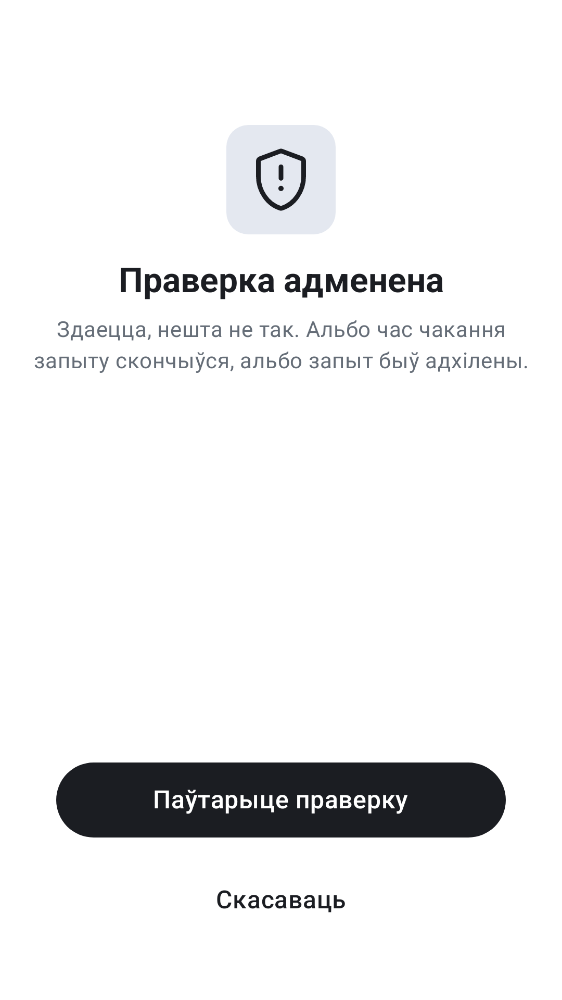 Праверка адменена
Здаецца, нешта не так. Альбо час чакання
запыту скончыўся, альбо запыт быў адхілены.
Паўтарыце праверку
Скасаваць